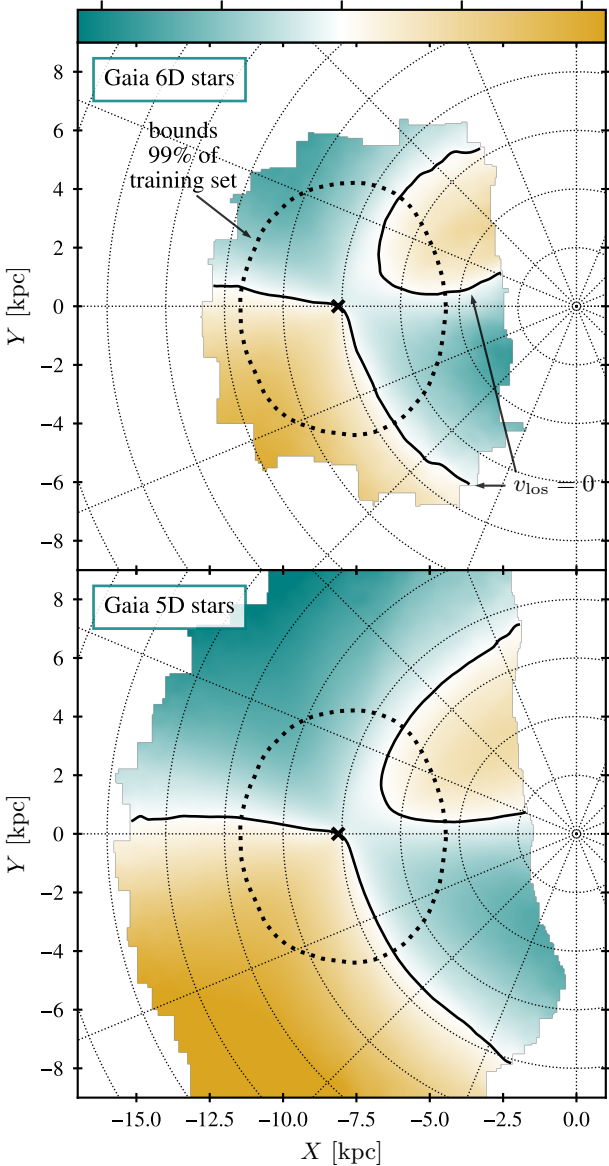 8
Gaia 6D stars
bounds
99% of
training set
6
4
2
0
−2
−4
−6
−8
Y [kpc]
v_los = 0
8
Gaia 5D stars
6
4
2
0
−2
−4
−6
−8
Y [kpc]
−15.0 −12.5 −10.0 −7.5 −5.0 −2.5 0.0
X [kpc]